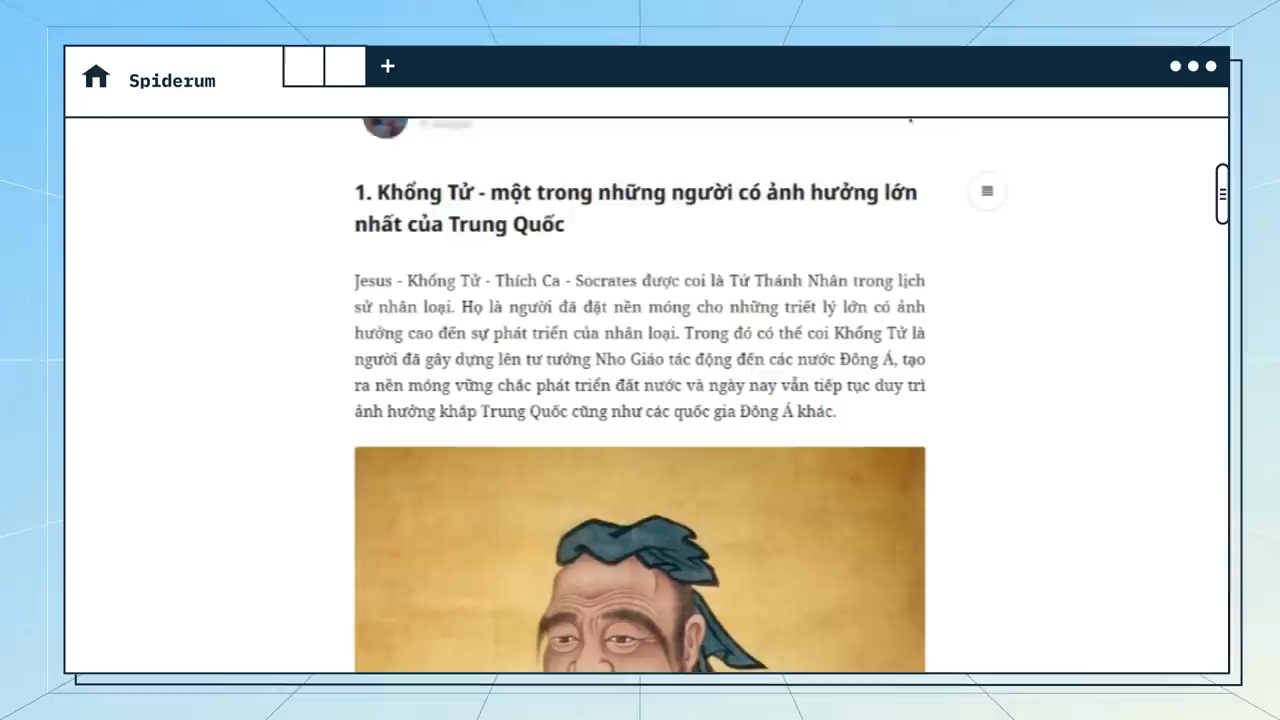 Spiderum
1. Khổng Tử - một trong những người có ảnh hưởng lớn
nhất của Trung Quốc
Jesus - Khổng Tử - Thích Ca - Socrates được coi là Tứ Thánh Nhân trong lịch
sử nhân loại. Họ là người đã đặt nền móng cho những triết lý lớn có ảnh
hưởng cao đến sự phát triển của nhân loại. Trong đó có thể coi Khổng Tử là
người đã gây dựng lên tư tưởng Nho Giáo tác động đến các nước Đông Á, tạo
ra nền móng vững chắc phát triển đất nước và ngày nay vẫn tiếp tục duy trì
ảnh hưởng khắp Trung Quốc cũng như các quốc gia Đông Á khác.